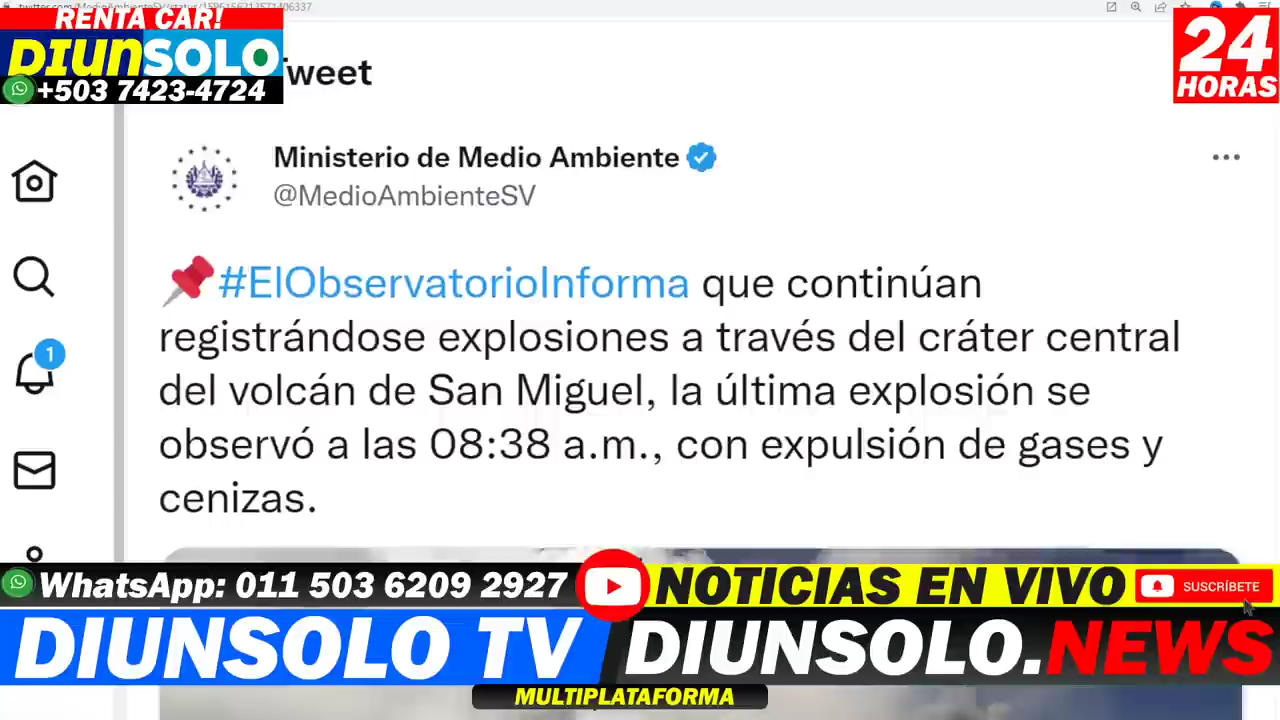 RENTA CAR!
DIUNSOLO
+503 7423-4724
24
HORAS
Tweet
Ministerio de Medio Ambiente
@MedioAmbienteSV
#ElObservatorioInforma que continúan
registrándose explosiones a través del cráter central
del volcán de San Miguel, la última explosión se
observó a las 08:38 a.m., con expulsión de gases y
cenizas.
1
WhatsApp: 011 503 6209 2927
NOTICIAS EN VIVO
SUSCRÍBETE
DIUNSOLO TV
DIUNSOLO.NEWS
MULTIPLATAFORMA